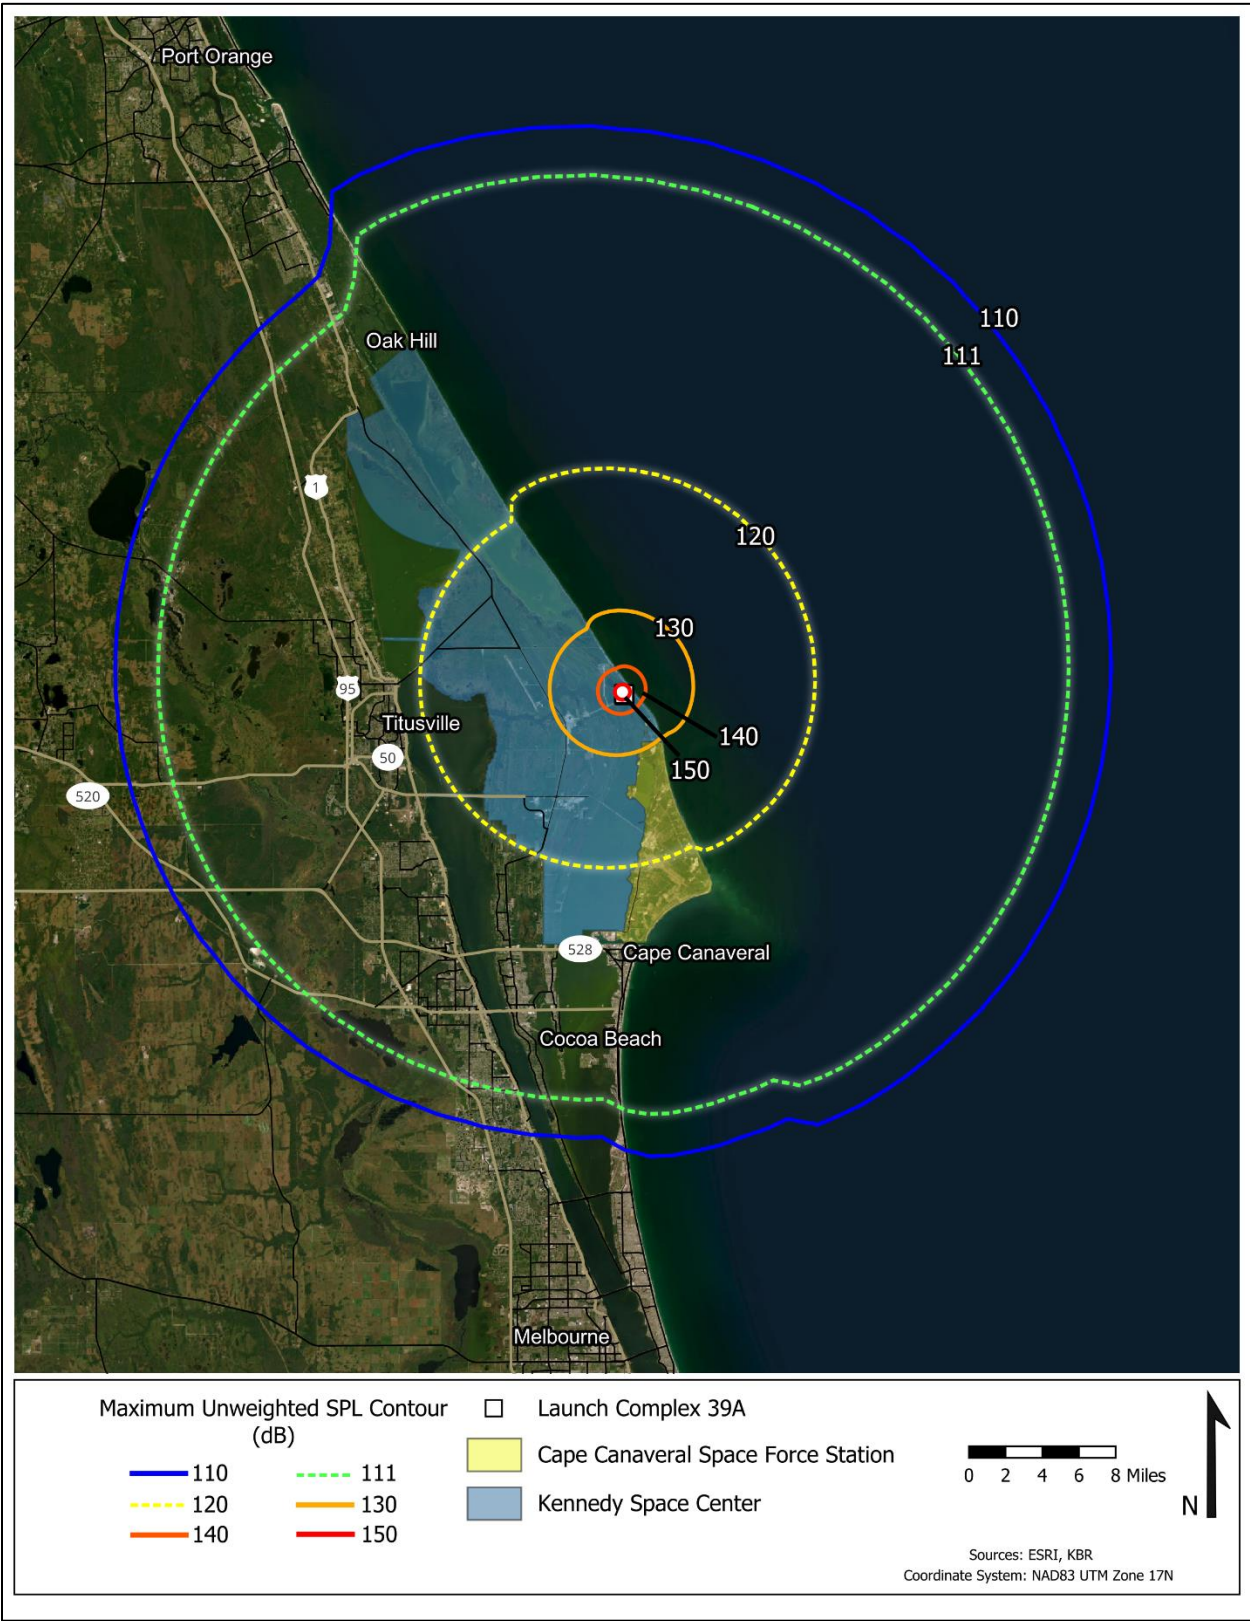 Port Orange
110
111
Oak Hill
1
120
130
95
Titusville
140
50
150
520
528
Cape Canaveral
Cocoa Beach
Melbourne
Maximum Unweighted SPL Contour
(dB)
110
111
120
130
140
150
Launch Complex 39A
Cape Canaveral Space Force Station
Kennedy Space Center
0 2 4 6 8 Miles
N
Sources: ESRI, KBR
Coordinate System: NAD83 UTM Zone 17N